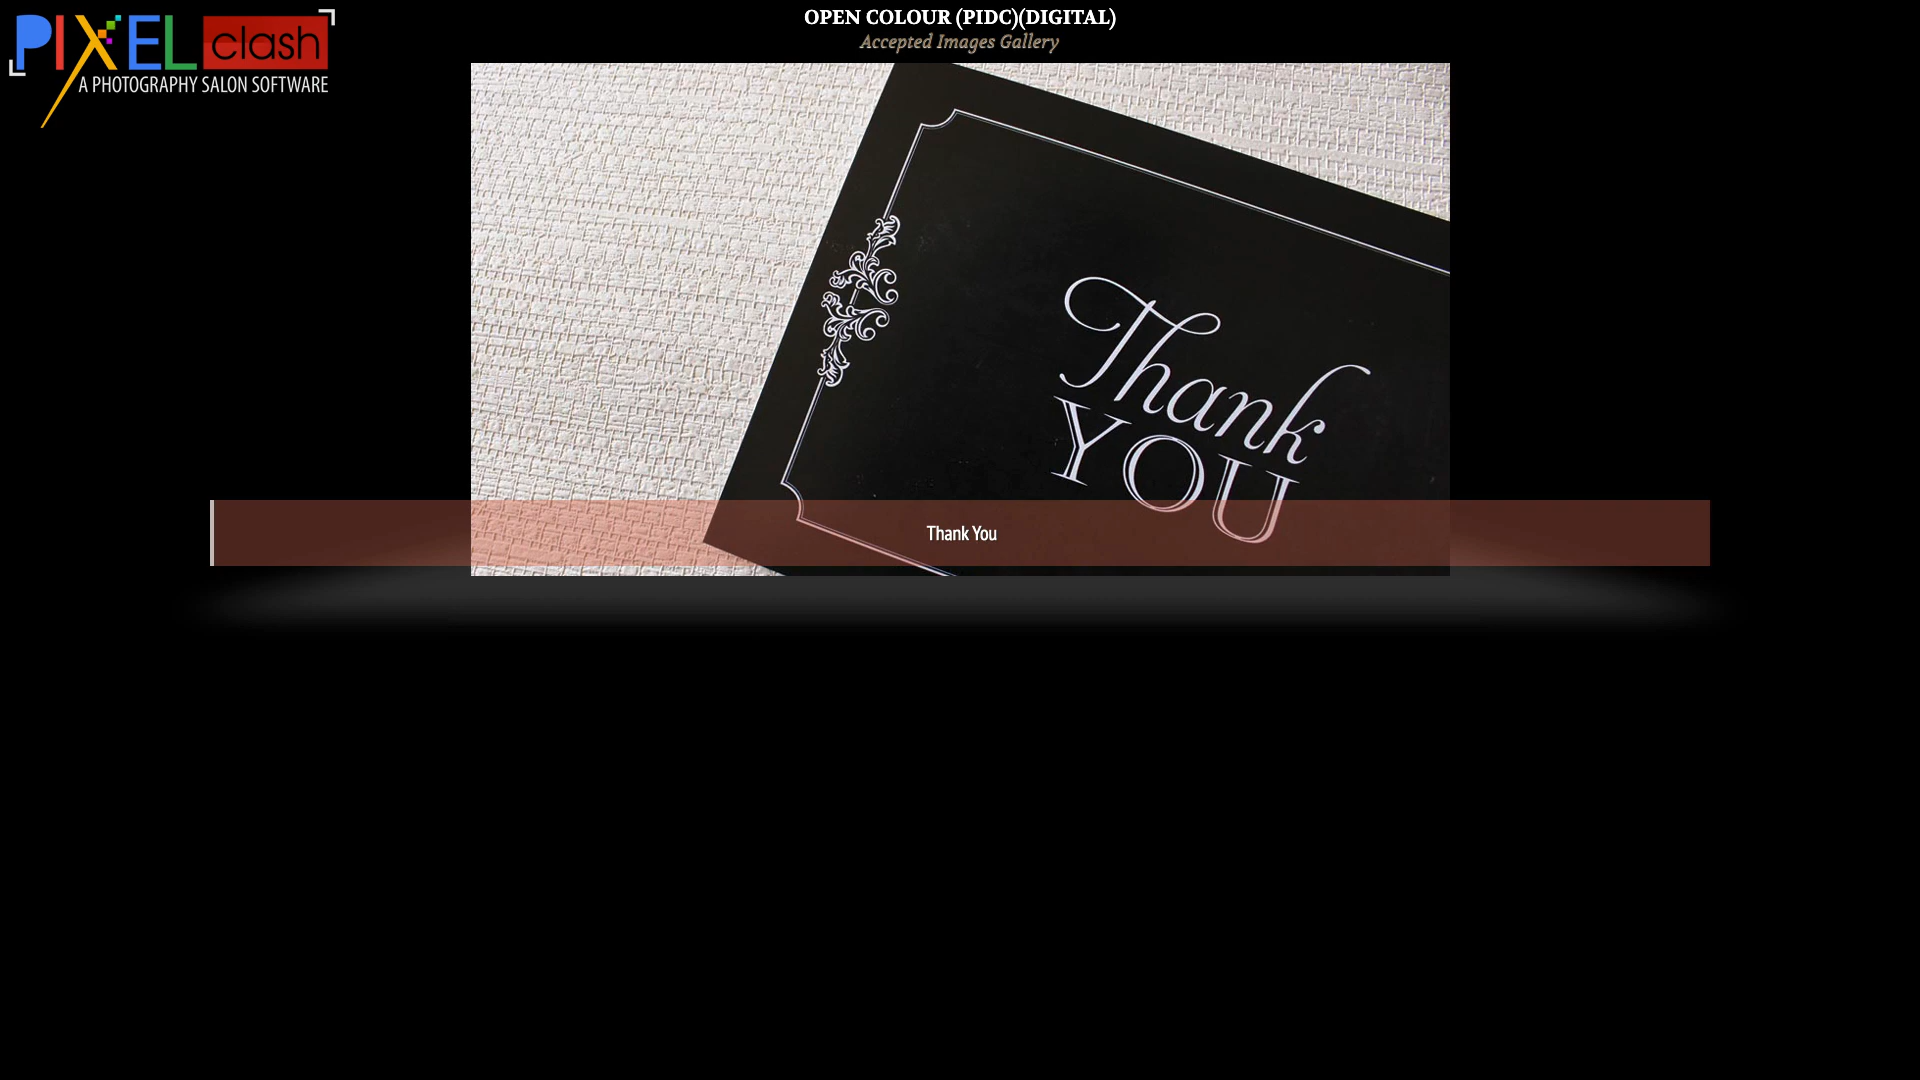 PIXEL clash
A PHOTOGRAPHY SALON SOFTWARE
OPEN COLOUR (PIDC)(DIGITAL)
Accepted Images Gallery
Thank
YOU
Thank You